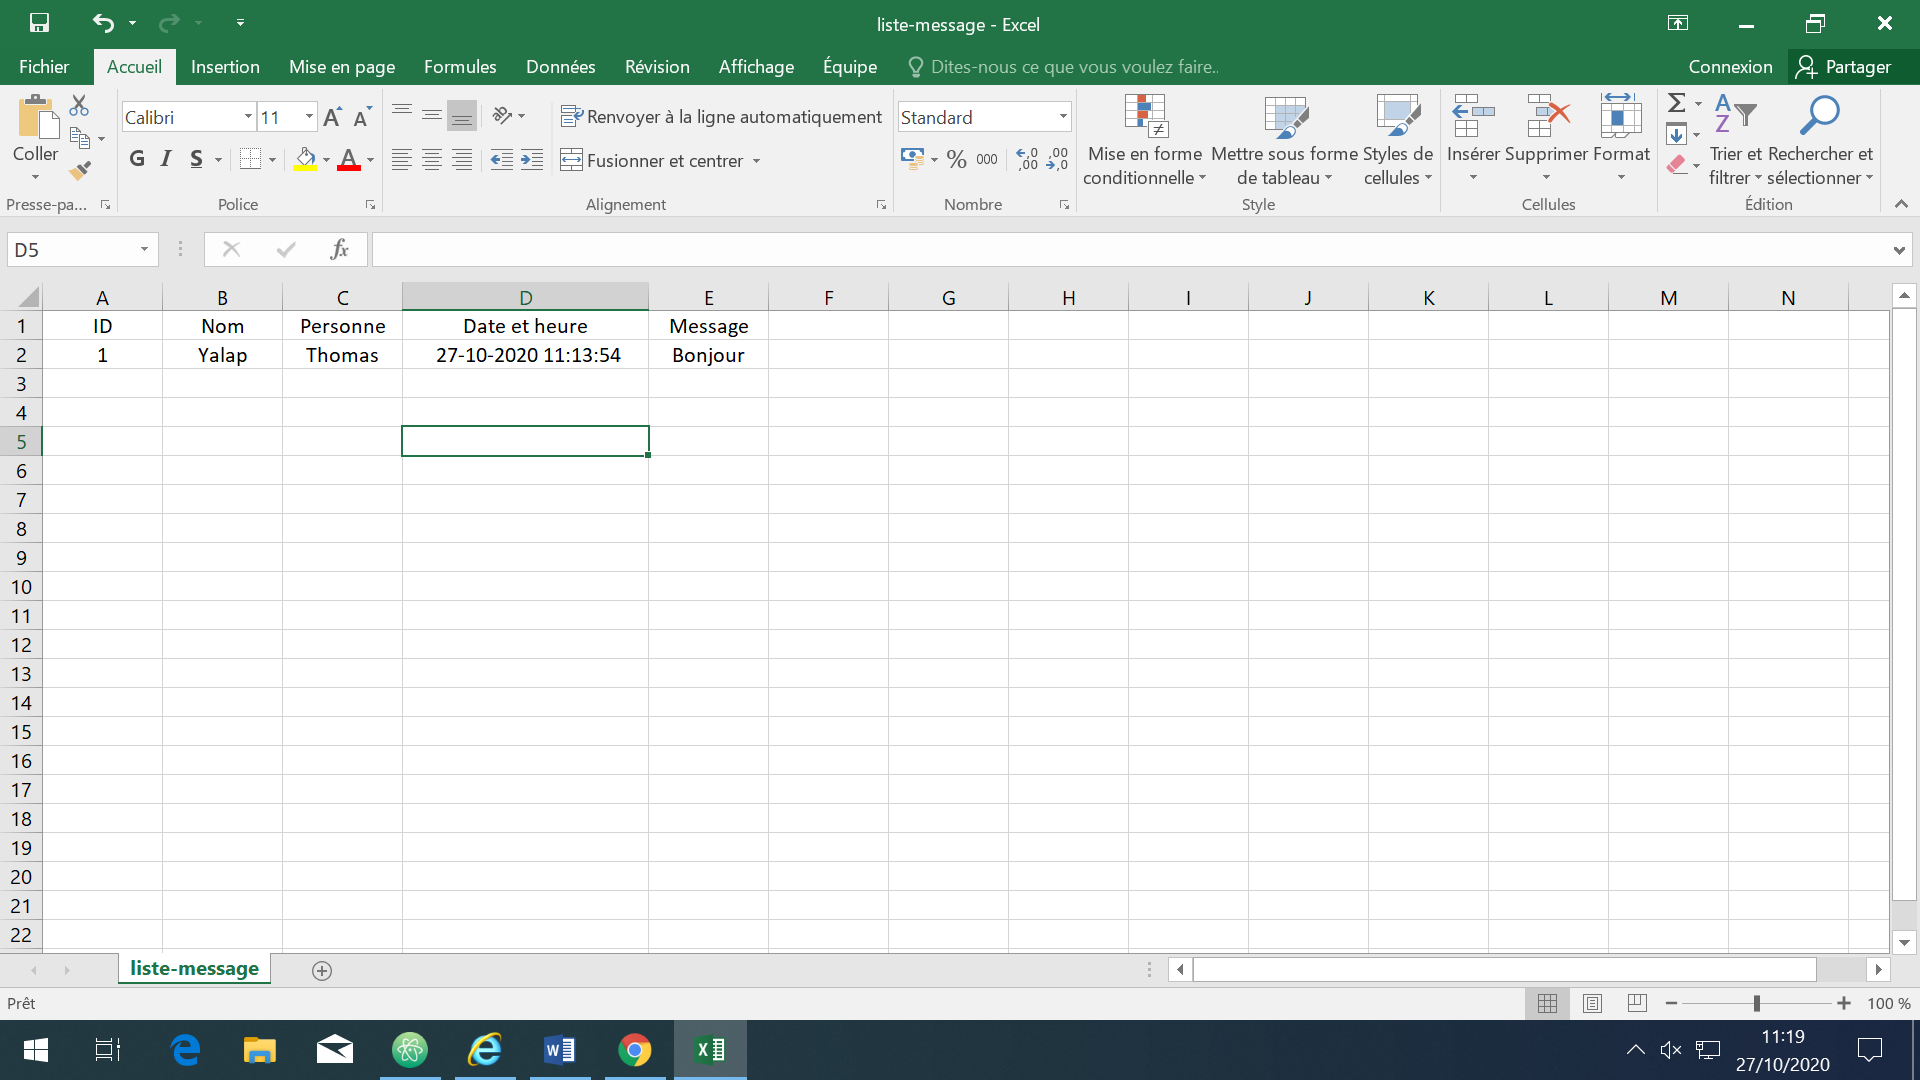 liste-message - Excel
Fichier Accueil Insertion Mise en page Formules Données Révision Affichage Équipe Dites-nous ce que vous voulez faire.. Connexion Partager
Coller
Presse-pa...
Calibri 11
G I S
Police
Renvoyer à la ligne automatiquement
Fusionner et centrer
Alignement
Standard
% 000 ,0 ,00 ,00 ,0
Nombre
Mise en forme conditionnelle
Mettre sous forme de tableau
Styles de cellules
Style
Insérer Supprimer Format
Cellules
Trier et filtrer
Rechercher et sélectionner
Édition
D5 fx
A B C D E F G H I J K L M N
1 ID Nom Personne Date et heure Message
2 1 Yalap Thomas 27-10-2020 11:13:54 Bonjour
3
4
5
6
7
8
9
10
11
12
13
14
15
16
17
18
19
20
21
22
liste-message
Prêt 100 %
11:19
27/10/2020